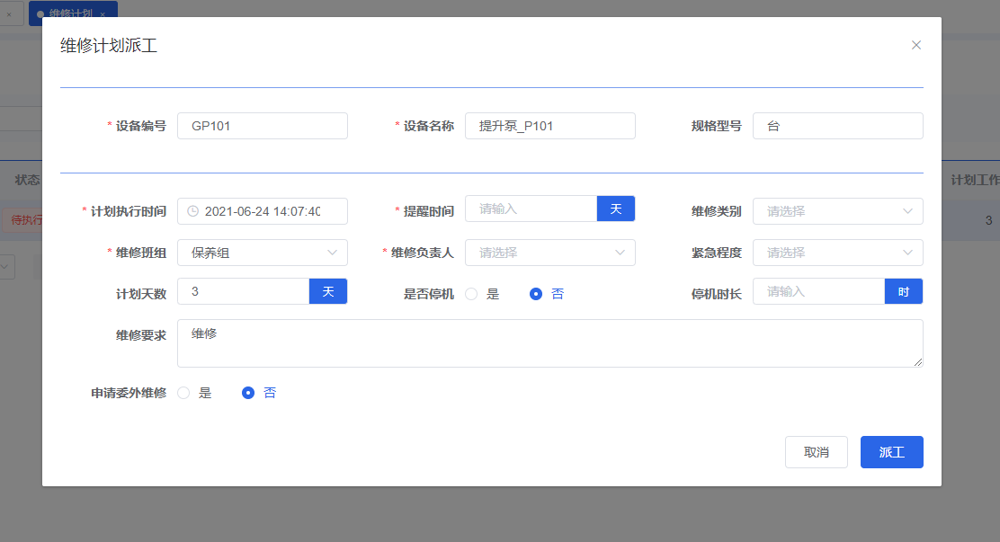 维修计划
维修计划派工
* 设备编号 GP101 * 设备名称 提升泵_P101 规格型号 台
状态 计划工作
* 计划执行时间 2021-06-24 14:07:40 * 提醒时间 请输入 天 维修类别 请选择
待执行 3
* 维修班组 保养组 * 维修负责人 请选择 紧急程度 请选择
计划天数 3 天 是否停机 是 否 停机时长 请输入 时
维修要求 维修
申请委外维修 是 否
取消 派工